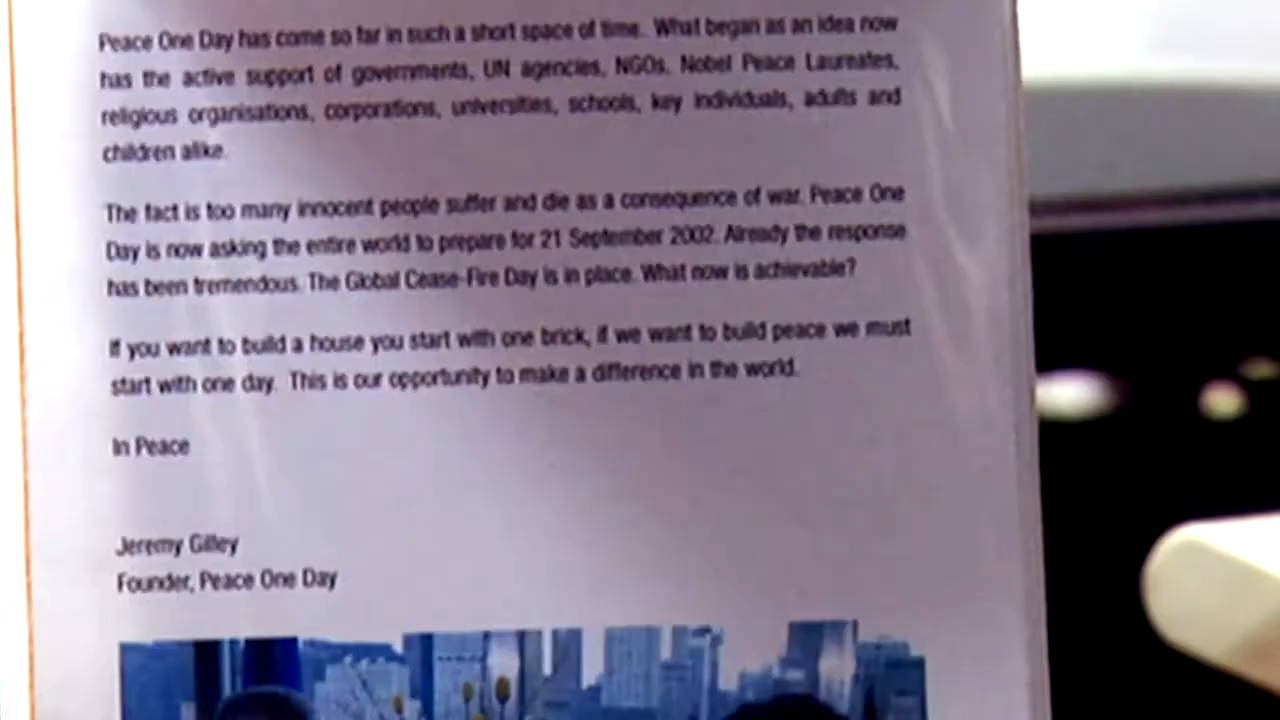 Peace One Day has come so far in such a short space of time. What began as an idea now
has the active support of governments, UN agencies, NGOs, Nobel Peace Laureates,
religious organisations, corporations, universities, schools, key individuals, adults and
children alike.
The fact is too many innocent people suffer and die as a consequence of war. Peace One
Day is now asking the entire world to prepare for 21 September 2002. Already the response
has been tremendous. The Global Cease-Fire Day is in place. What now is achievable?
If you want to build a house you start with one brick, if we want to build peace we must
start with one day. This is our opportunity to make a difference in the world.
In Peace
Jeremy Gilley
Founder, Peace One Day